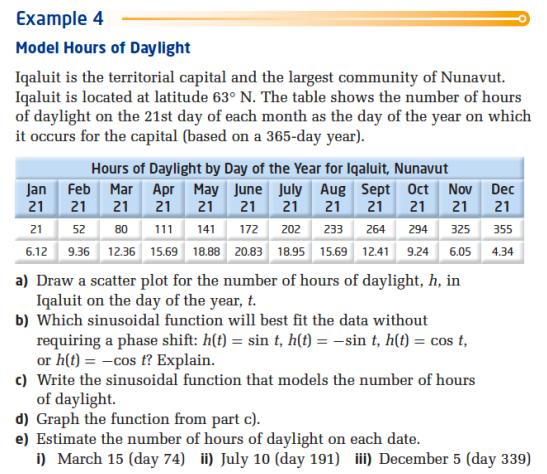 Example 4
Model Hours of Daylight
Iqaluit is the territorial capital and the largest community of Nunavut.
Iqaluit is located at latitude 63° N. The table shows the number of hours
of daylight on the 21st day of each month as the day of the year on which
it occurs for the capital (based on a 365-day year).
Hours of Daylight by Day of the Year for Iqaluit, Nunavut
Jan Feb Mar Apr May June July Aug Sept Oct Nov Dec
21 21 21 21 21 21 21 21 21 21 21 21
21 52 80 111 141 172 202 233 264 294 325 355
6.12 9.36 12.36 15.69 18.88 20.83 18.95 15.69 12.41 9.24 6.05 4.34
a) Draw a scatter plot for the number of hours of daylight, h, in
Iqaluit on the day of the year, t.
b) Which sinusoidal function will best fit the data without
requiring a phase shift: h(t) = sin t, h(t) = −sin t, h(t) = cos t,
or h(t) = −cos t? Explain.
c) Write the sinusoidal function that models the number of hours
of daylight.
d) Graph the function from part c).
e) Estimate the number of hours of daylight on each date.
i) March 15 (day 74) ii) July 10 (day 191) iii) December 5 (day 339)